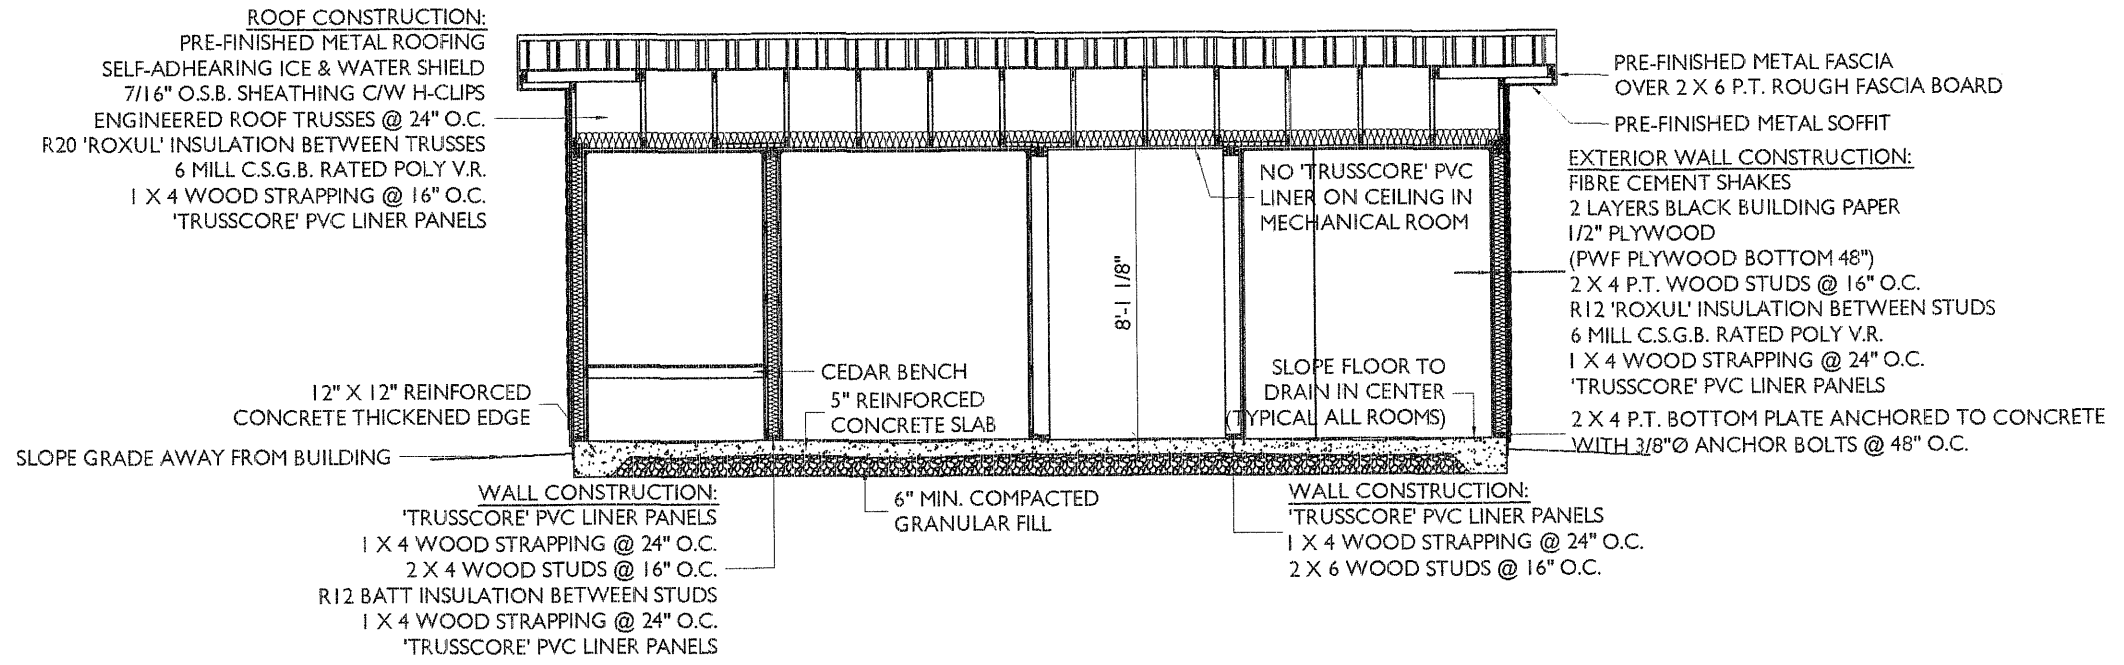 ROOF CONSTRUCTION:
PRE-FINISHED METAL ROOFING
SELF-ADHEARING ICE & WATER SHIELD
7/16" O.S.B. SHEATHING C/W H-CLIPS
ENGINEERED ROOF TRUSSES @ 24" O.C.
R20 'ROXUL' INSULATION BETWEEN TRUSSES
6 MILL C.S.G.B. RATED POLY V.R.
1 X 4 WOOD STRAPPING @ 16" O.C.
'TRUSSCORE' PVC LINER PANELS
PRE-FINISHED METAL FASCIA
OVER 2 X 6 P.T. ROUGH FASCIA BOARD
PRE-FINISHED METAL SOFFIT
EXTERIOR WALL CONSTRUCTION:
FIBRE CEMENT SHAKES
2 LAYERS BLACK BUILDING PAPER
1/2" PLYWOOD
(PWF PLYWOOD BOTTOM 48")
2 X 4 P.T. WOOD STUDS @ 16" O.C.
R12 'ROXUL' INSULATION BETWEEN STUDS
6 MILL C.S.G.B. RATED POLY V.R.
1 X 4 WOOD STRAPPING @ 24" O.C.
'TRUSSCORE' PVC LINER PANELS
2 X 4 P.T. BOTTOM PLATE ANCHORED TO CONCRETE
WITH 3/8"Ø ANCHOR BOLTS @ 48" O.C.
NO 'TRUSSCORE' PVC
LINER ON CEILING IN
MECHANICAL ROOM
8'-1 1/8"
SLOPE FLOOR TO
DRAIN IN CENTER
(TYPICAL ALL ROOMS)
CEDAR BENCH
5" REINFORCED
CONCRETE SLAB
12" X 12" REINFORCED
CONCRETE THICKENED EDGE
SLOPE GRADE AWAY FROM BUILDING
WALL CONSTRUCTION:
'TRUSSCORE' PVC LINER PANELS
1 X 4 WOOD STRAPPING @ 24" O.C.
2 X 4 WOOD STUDS @ 16" O.C.
R12 BATT INSULATION BETWEEN STUDS
1 X 4 WOOD STRAPPING @ 24" O.C.
'TRUSSCORE' PVC LINER PANELS
6" MIN. COMPACTED
GRANULAR FILL
WALL CONSTRUCTION:
'TRUSSCORE' PVC LINER PANELS
1 X 4 WOOD STRAPPING @ 24" O.C.
2 X 6 WOOD STUDS @ 16" O.C.